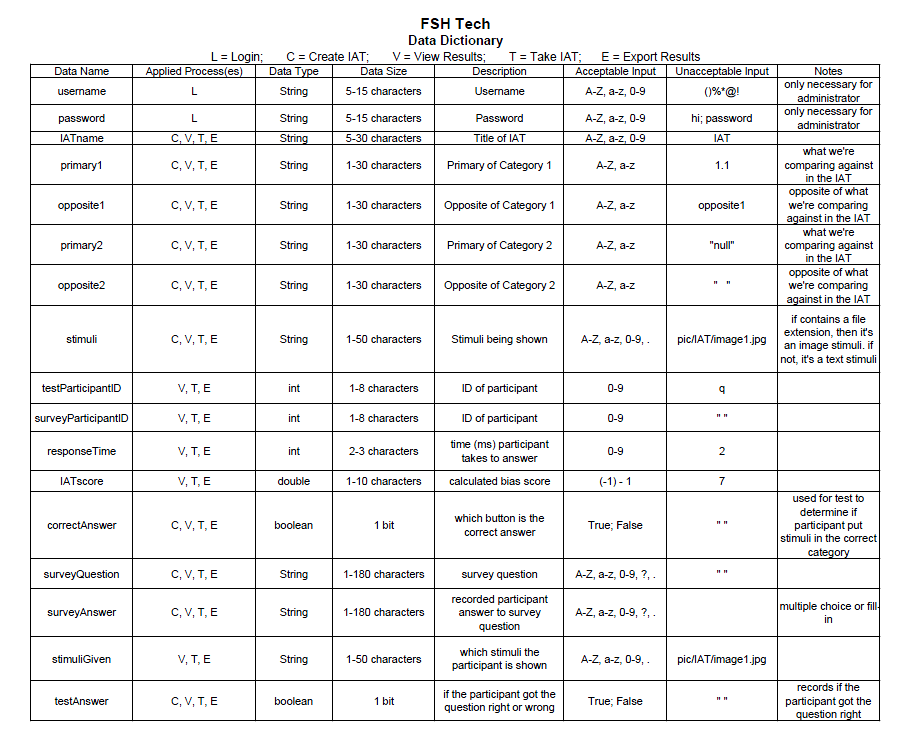 FSH Tech
Data Dictionary
L = Login; C = Create IAT; V = View Results; T = Take IAT; E = Export Results
Data Name Applied Process(es) Data Type Data Size Description Acceptable Input Unacceptable Input Notes
username L String 5-15 characters Username A-Z, a-z, 0-9 ()%*@! only necessary for
administrator
password L String 5-15 characters Password A-Z, a-z, 0-9 hi; password only necessary for
administrator
IATname C, V, T, E String 5-30 characters Title of IAT A-Z, a-z, 0-9 IAT
primary1 C, V, T, E String 1-30 characters Primary of Category 1 A-Z, a-z 1.1 what we're
comparing against
in the IAT
opposite1 C, V, T, E String 1-30 characters Opposite of Category 1 A-Z, a-z opposite1 opposite of what
we're comparing
against in the IAT
primary2 C, V, T, E String 1-30 characters Primary of Category 2 A-Z, a-z "null" what we're
comparing against
in the IAT
opposite2 C, V, T, E String 1-30 characters Opposite of Category 2 A-Z, a-z " " opposite of what
we're comparing
against in the IAT
stimuli C, V, T, E String 1-50 characters Stimuli being shown A-Z, a-z, 0-9, . pic/IAT/image1.jpg if contains a file
extension, then it's
an image stimuli. if
not, it's a text stimuli
testParticipantID V, T, E int 1-8 characters ID of participant 0-9 q
surveyParticipantID V, T, E int 1-8 characters ID of participant 0-9 " "
responseTime V, T, E int 2-3 characters time (ms) participant
takes to answer 0-9 2
IATscore V, T, E double 1-10 characters calculated bias score (-1) - 1 7
correctAnswer C, V, T, E boolean 1 bit which button is the
correct answer True; False " " used for test to
determine if
participant put
stimuli in the correct
category
surveyQuestion C, V, T, E String 1-180 characters survey question A-Z, a-z, 0-9, ?, . " "
surveyAnswer C, V, T, E String 1-180 characters recorded participant
answer to survey
question A-Z, a-z, 0-9, ?, . multiple choice or fill-
in
stimuliGiven V, T, E String 1-50 characters which stimuli the
participant is shown A-Z, a-z, 0-9, . pic/IAT/image1.jpg
testAnswer C, V, T, E boolean 1 bit if the participant got the
question right or wrong True; False " " records if the
participant got the
question right